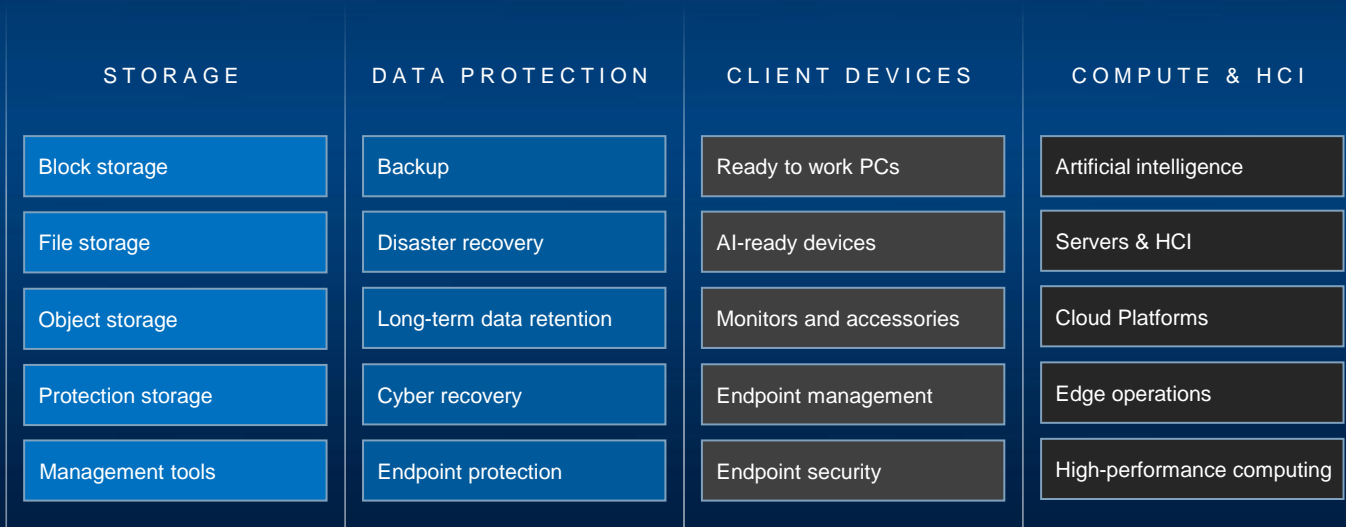 STORAGE
Block storage
File storage
Object storage
Protection storage
Management tools
DATA PROTECTION
Backup
Disaster recovery
Long-term data retention
Cyber recovery
Endpoint protection
CLIENT DEVICES
Ready to work PCs
AI-ready devices
Monitors and accessories
Endpoint management
Endpoint security
COMPUTE & HCI
Artificial intelligence
Servers & HCI
Cloud Platforms
Edge operations
High-performance computing